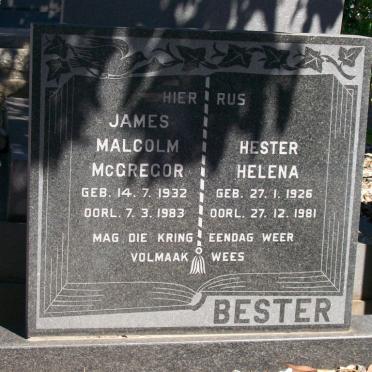 HIER RUS
JAMES
MALCOLM
McGREGOR
GEB. 14. 7. 1932
OORL. 7. 3. 1983
HESTER
HELENA
GEB. 27. 1. 1926
OORL. 27. 12. 1981
MAG DIE KRING EENDAG WEER
VOLMAAK WEES
BESTER